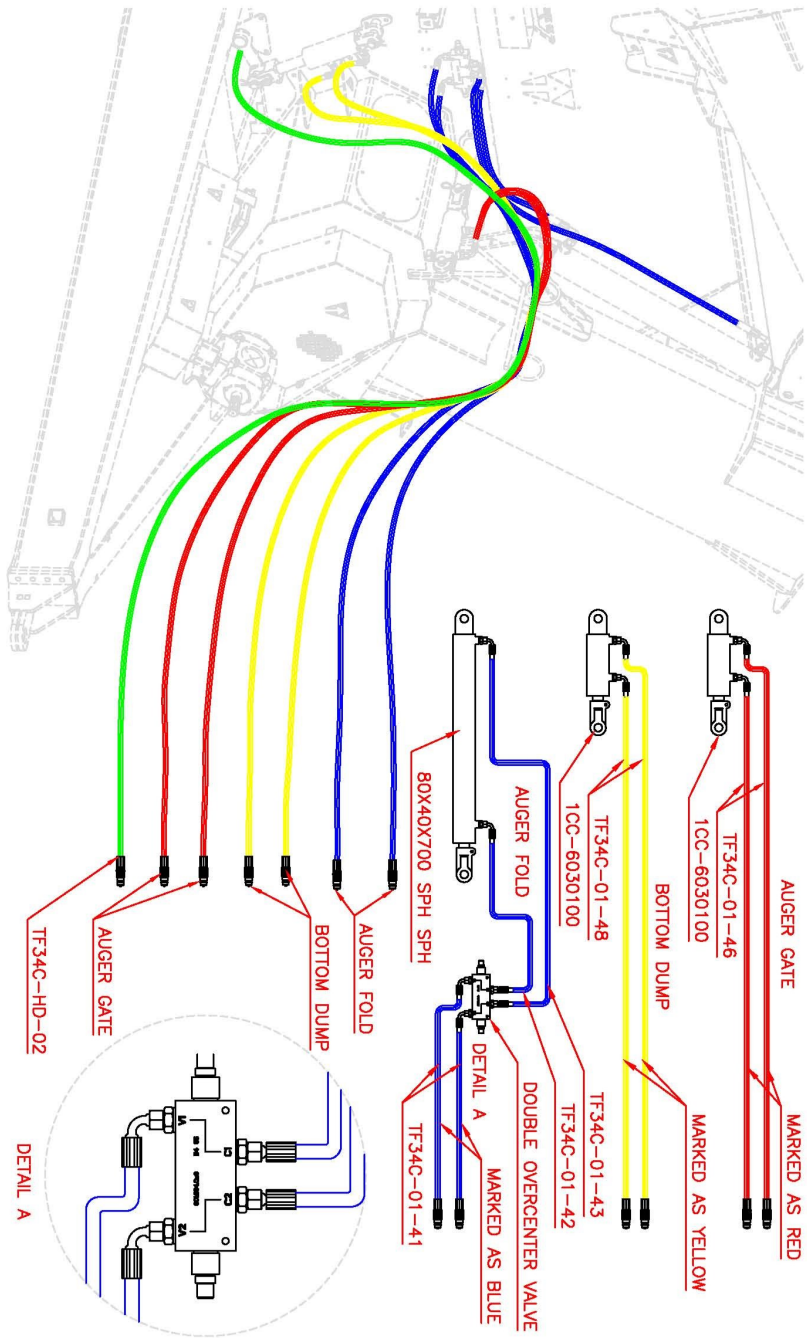 AUGER GATE
MARKED AS RED
TF34C-01-46
1CC-6030100
BOTTOM DUMP
MARKED AS YELLOW
TF34C-01-48
1CC-6030100
AUGER FOLD
TF34C-01-43
TF34C-01-42
DOUBLE OVERCENTER VALVE
DETAIL A
MARKED AS BLUE
TF34C-01-41
80X40X700 SPH SPH
AUGER FOLD
BOTTOM DUMP
AUGER GATE
TF34C-HD-02
C1 C2
V1 V2
DETAIL A